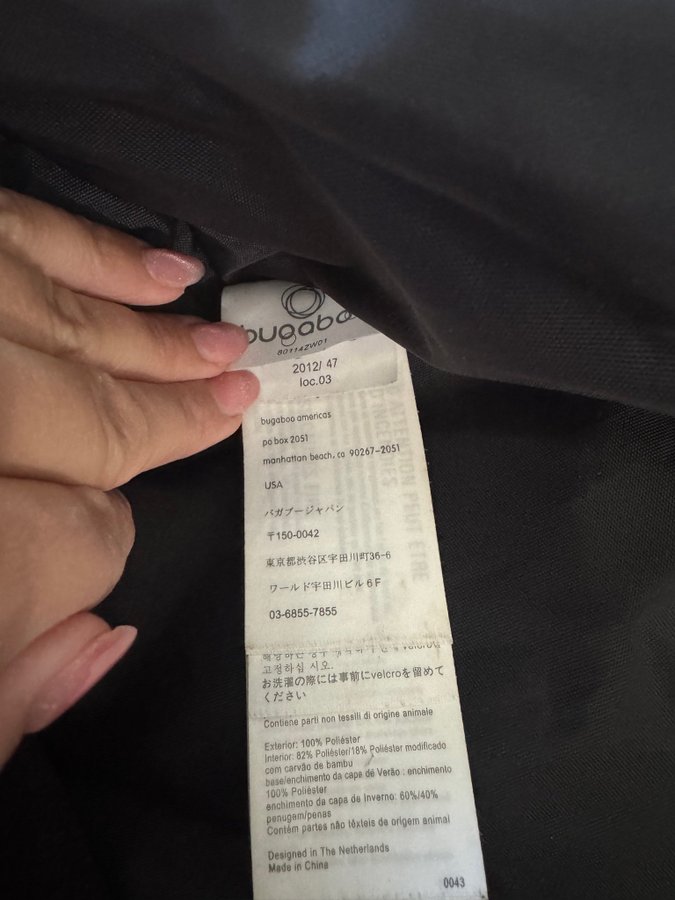 bugaboo
80114ZW01
2012/ 47
loc.03
bugaboo americas
po box 2051
manhattan beach, ca 90267-2051
USA
バガブージャパン
〒150-0042
東京都渋谷区宇田川町36-6
ワールド宇田川ビル6F
03-6855-7855
고정하십 시오.
お洗濯の際には事前にvelcroを留めて
ください
Contiene parti non tessili di origine animale
Exterior: 100% Poliéster
Interior: 82% Poliéster/18% Poliéster modificado
com carvão de bambu
base/enchimento da capa de Verão : enchimento
100% Poliéster
enchimento da capa de Inverno: 60%/40%
penugem/penas
Contém partes não têxteis de origem animal
Designed in The Netherlands
Made in China
0043